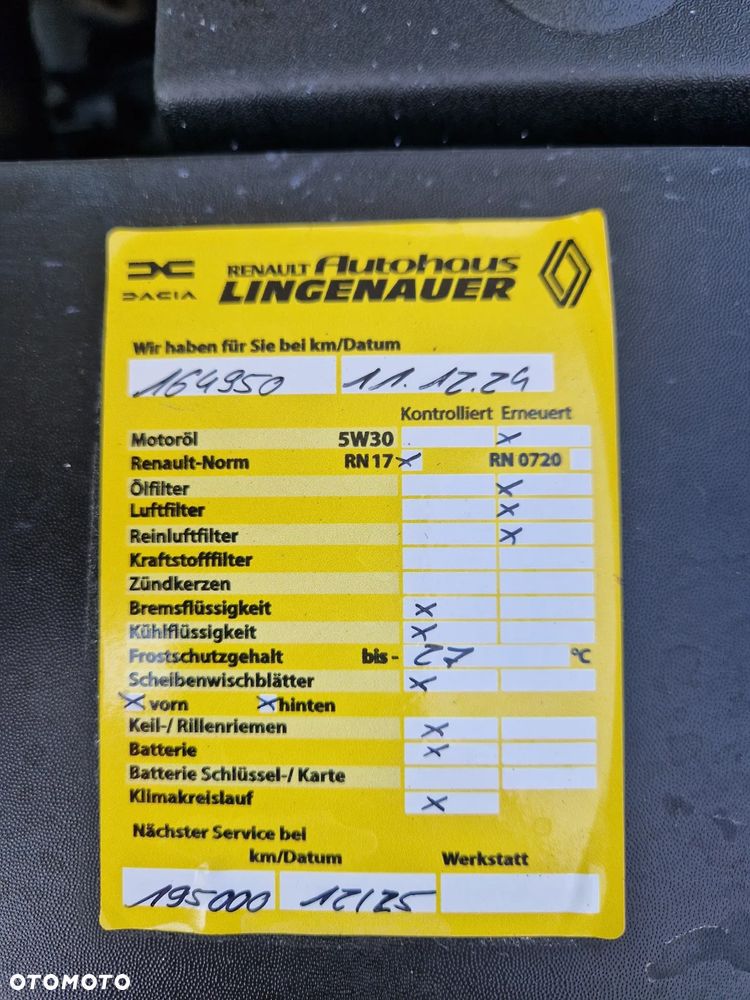 DACIA
RENAULT Autohaus
LINGENAUER
Wir haben für Sie bei km/Datum
164950 11.12.24
Kontrolliert Erneuert
Motoröl 5W30 x
Renault-Norm RN 17 x RN 0720
Ölfilter x
Luftfilter x
Reinluftfilter x
Kraftstofffilter
Zündkerzen
Bremsflüssigkeit x
Kühlflüssigkeit x
Frostschutzgehalt bis - 27 °C
Scheibenwischblätter x
x vorn x hinten
Keil-/ Rillenriemen x
Batterie x
Batterie Schlüssel-/ Karte
Klimakreislauf x
Nächster Service bei
km/Datum Werkstatt
195000 12/25
OTOMOTO